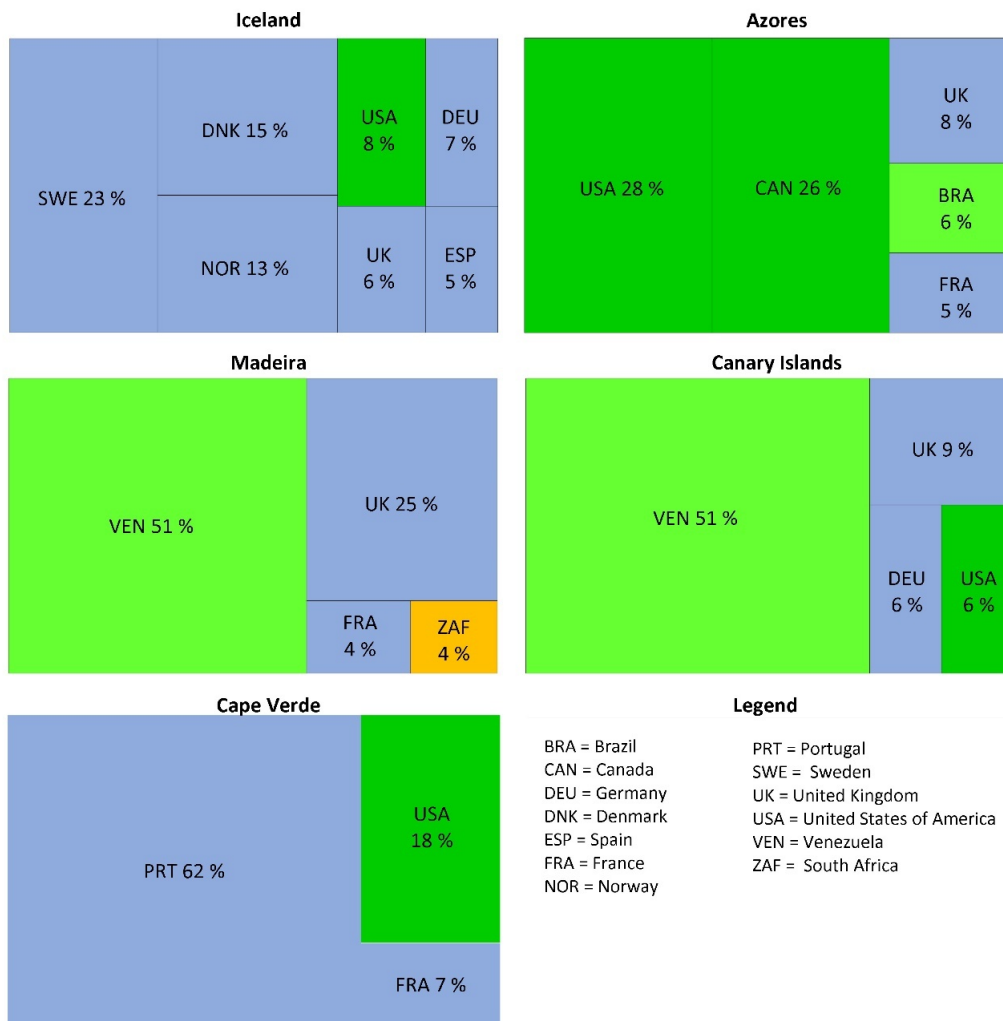 Iceland
SWE 23 %
DNK 15 %
NOR 13 %
USA
8 %
DEU
7 %
UK
6 %
ESP
5 %
Azores
USA 28 %
CAN 26 %
UK
8 %
BRA
6 %
FRA
5 %
Madeira
VEN 51 %
UK 25 %
FRA
4 %
ZAF
4 %
Canary Islands
VEN 51 %
UK 9 %
DEU
6 %
USA
6 %
Cape Verde
PRT 62 %
USA
18 %
FRA 7 %
Legend
BRA = Brazil
CAN = Canada
DEU = Germany
DNK = Denmark
ESP = Spain
FRA = France
NOR = Norway
PRT = Portugal
SWE = Sweden
UK = United Kingdom
USA = United States of America
VEN = Venezuela
ZAF = South Africa